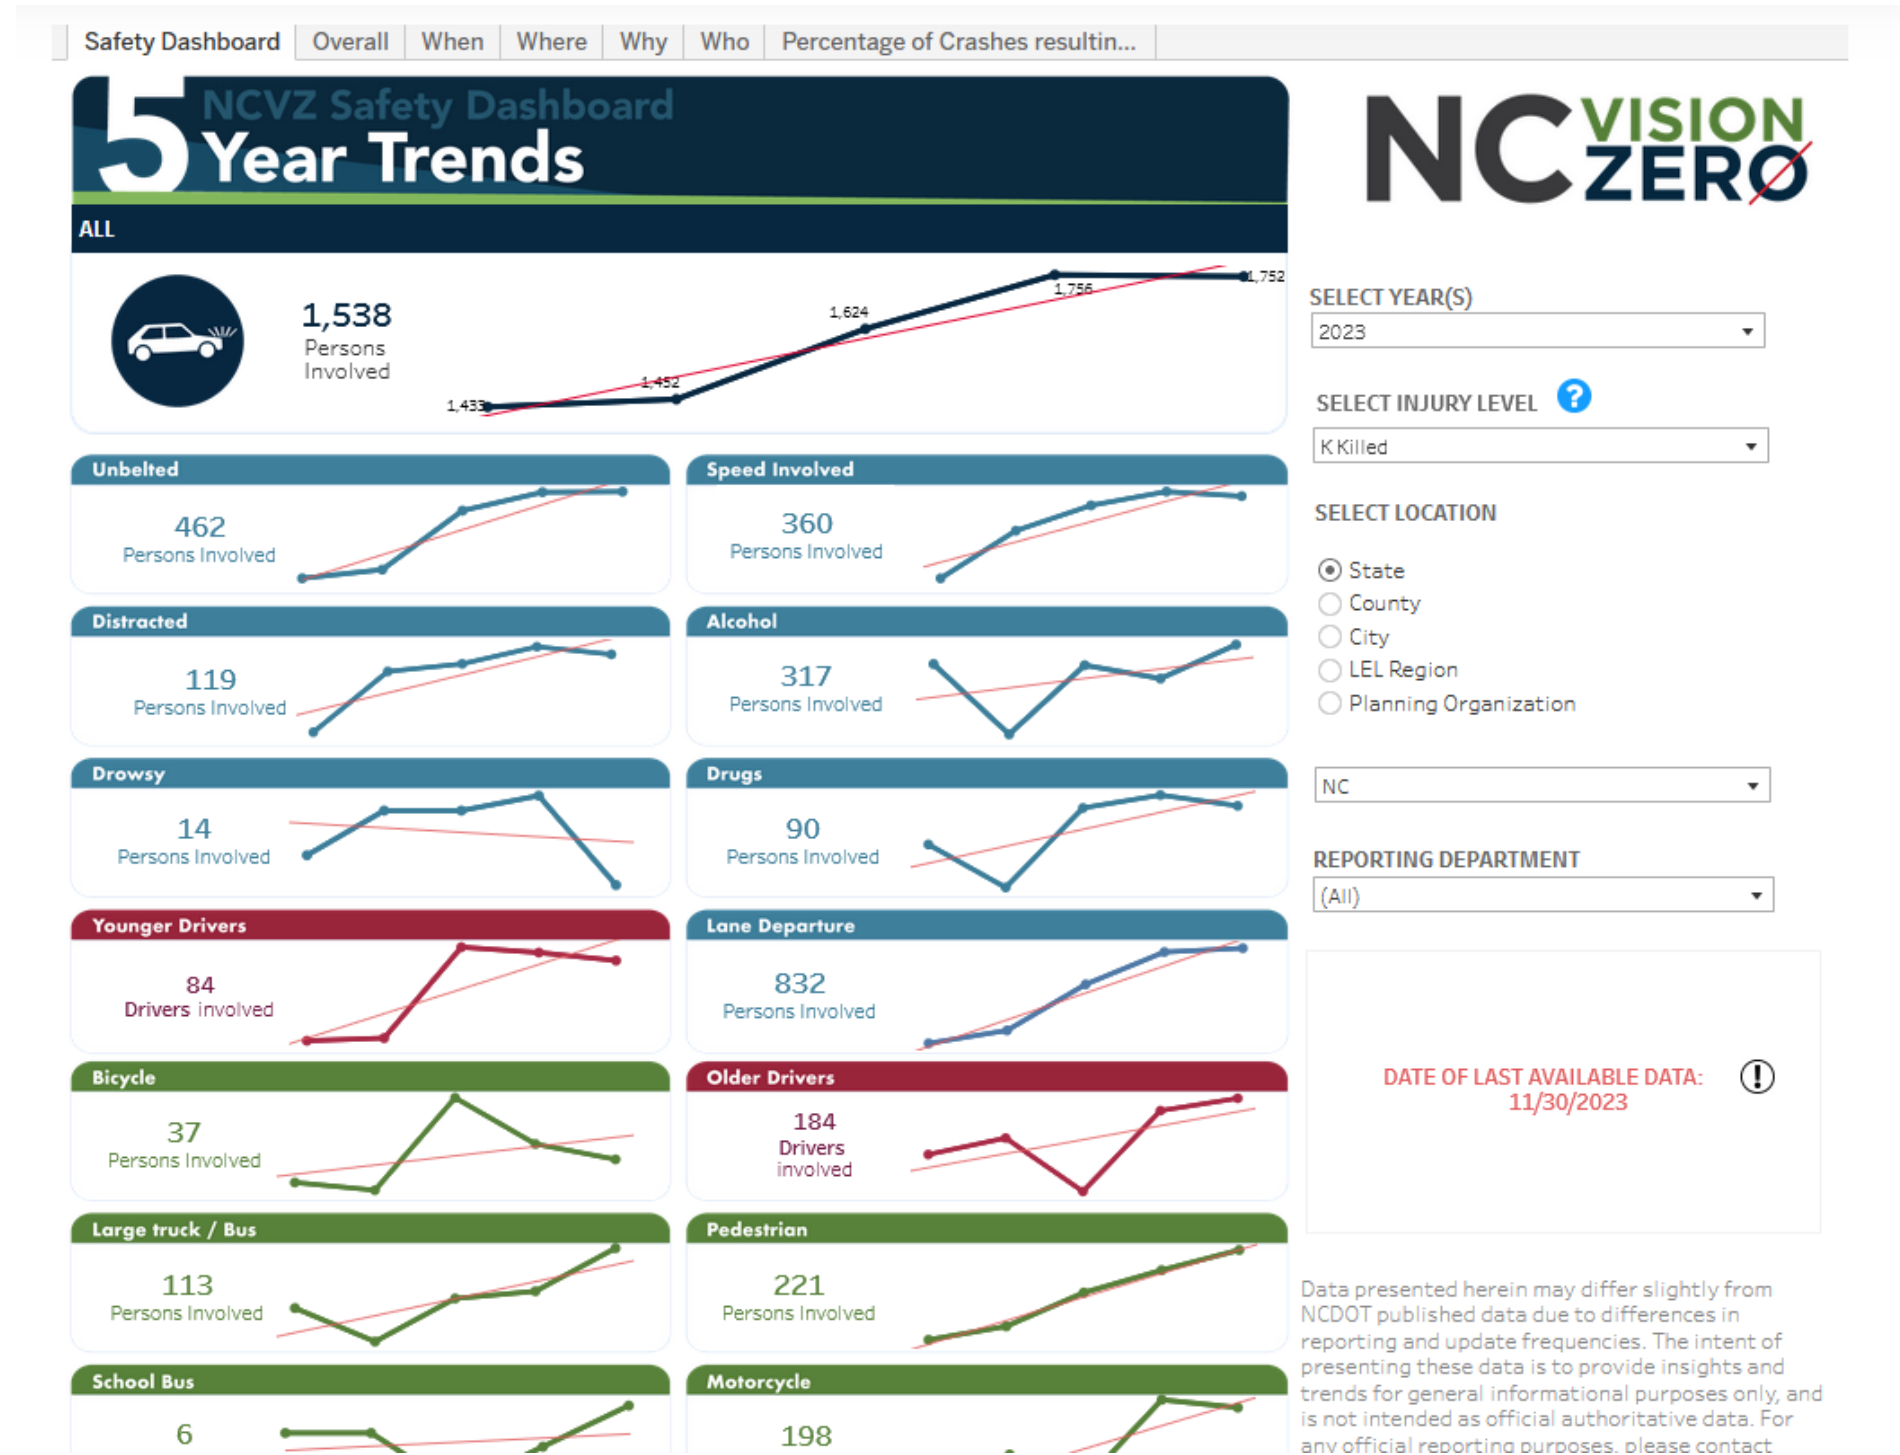 Safety Dashboard
Overall
When
Where
Why
Who
Percentage of Crashes resultin...
5
NCVZ Safety Dashboard
Year Trends
NC VISION
ZERO
ALL
1,538
Persons
Involved
1,433
1,452
1,624
1,756
1,752
SELECT YEAR(S)
2023
SELECT INJURY LEVEL ?
K Killed
Unbelted
462
Persons Involved
Speed Involved
360
Persons Involved
SELECT LOCATION
State
County
City
LEL Region
Planning Organization
Distracted
119
Persons Involved
Alcohol
317
Persons Involved
NC
Drowsy
14
Persons Involved
Drugs
90
Persons Involved
REPORTING DEPARTMENT
(All)
Younger Drivers
84
Drivers involved
Lane Departure
832
Persons Involved
DATE OF LAST AVAILABLE DATA:
11/30/2023
!
Bicycle
37
Persons Involved
Older Drivers
184
Drivers
involved
Large truck / Bus
113
Persons Involved
Pedestrian
221
Persons Involved
School Bus
6
Motorcycle
198
Data presented herein may differ slightly from
NCDOT published data due to differences in
reporting and update frequencies. The intent of
presenting these data is to provide insights and
trends for general informational purposes only, and
is not intended as official authoritative data. For
any official reporting purposes, please contact